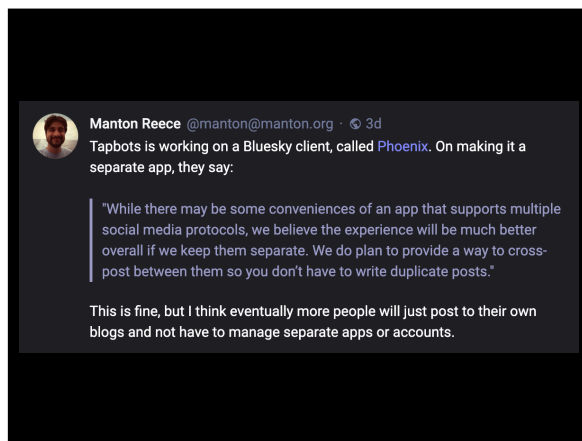 Manton Reece @manton@manton.org · 3d
Tapbots is working on a Bluesky client, called Phoenix. On making it a
separate app, they say:
"While there may be some conveniences of an app that supports multiple
social media protocols, we believe the experience will be much better
overall if we keep them separate. We do plan to provide a way to cross-
post between them so you don’t have to write duplicate posts."
This is fine, but I think eventually more people will just post to their own
blogs and not have to manage separate apps or accounts.